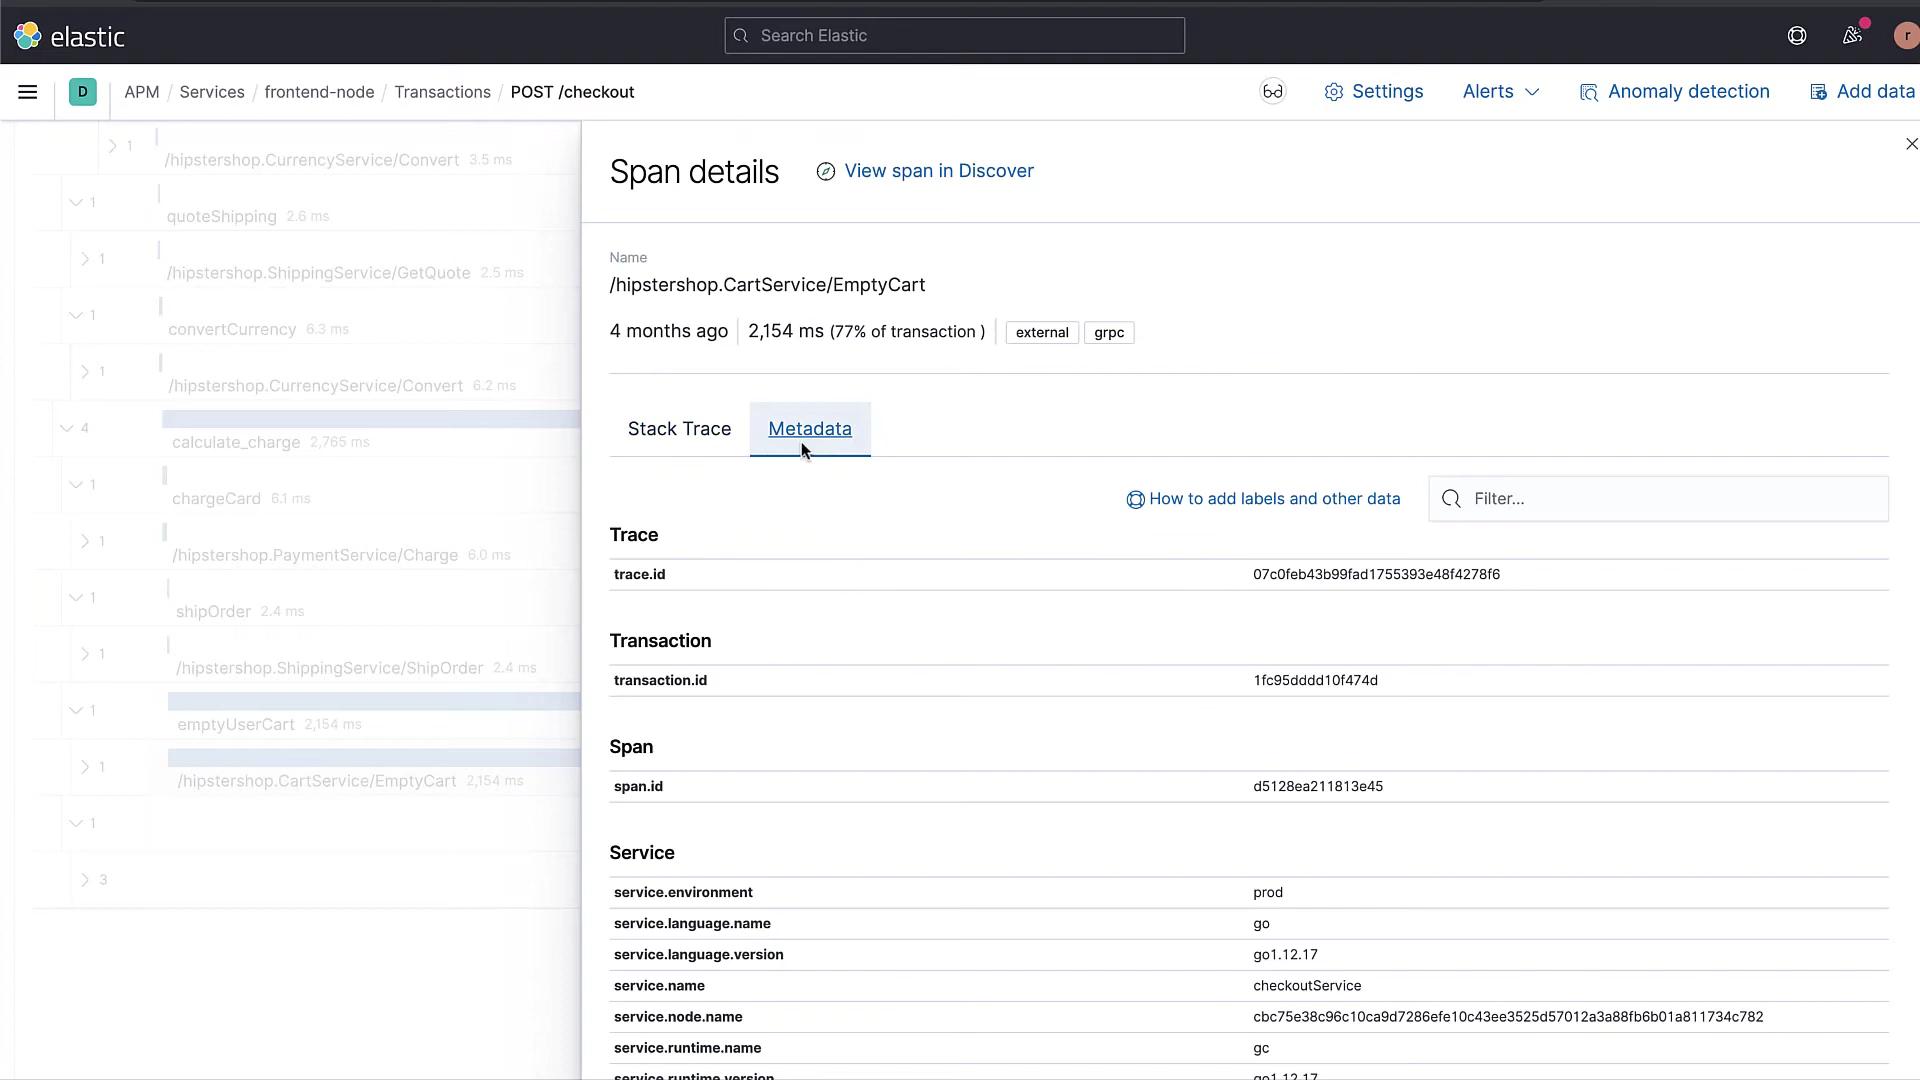 elastic
Search Elastic
r
D
APM / Services / frontend-node / Transactions / POST /checkout
Settings
Alerts
Anomaly detection
Add data
1
/hipstershop.CurrencyService/Convert 3.5 ms
1
quoteShipping 2.6 ms
1
/hipstershop.ShippingService/GetQuote 2.5 ms
1
convertCurrency 6.3 ms
1
/hipstershop.CurrencyService/Convert 6.2 ms
4
calculate_charge 2,765 ms
1
chargeCard 6.1 ms
1
/hipstershop.PaymentService/Charge 6.0 ms
1
shipOrder 2.4 ms
1
/hipstershop.ShippingService/ShipOrder 2.4 ms
1
emptyUserCart 2,154 ms
1
/hipstershop.CartService/EmptyCart 2,154 ms
1
3
Span details
View span in Discover
Name
/hipstershop.CartService/EmptyCart
4 months ago 2,154 ms (77% of transaction ) external grpc
Stack Trace Metadata
How to add labels and other data
Filter...
Trace
trace.id 07c0feb43b99fad1755393e48f4278f6
Transaction
transaction.id 1fc95dddd10f474d
Span
span.id d5128ea211813e45
Service
service.environment prod
service.language.name go
service.language.version go1.12.17
service.name checkoutService
service.node.name cbc75e38c96c10ca9d7286efe10c43ee3525d57012a3a88fb6b01a811734c782
service.runtime.name gc
service.runtime.version go1.12.17